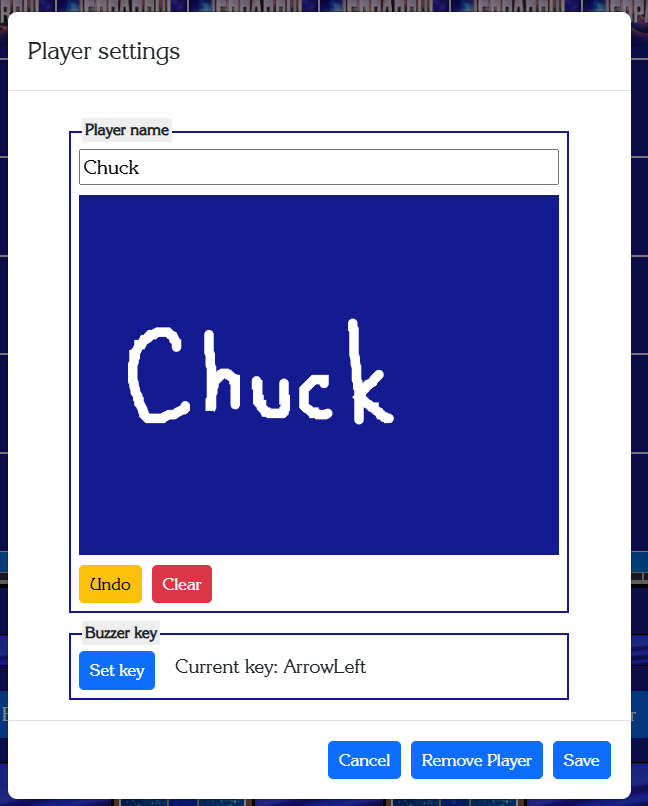 Player settings
Player name
Chuck
Chuck
Undo Clear
Buzzer key
Set key Current key: ArrowLeft
Cancel Remove Player Save